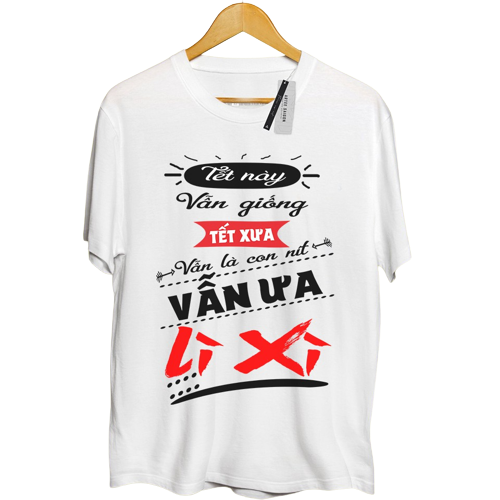 Tết này
Vẫn giống
TẾT XƯA
Vẫn là con nít
VẪN ƯA
Lì Xì